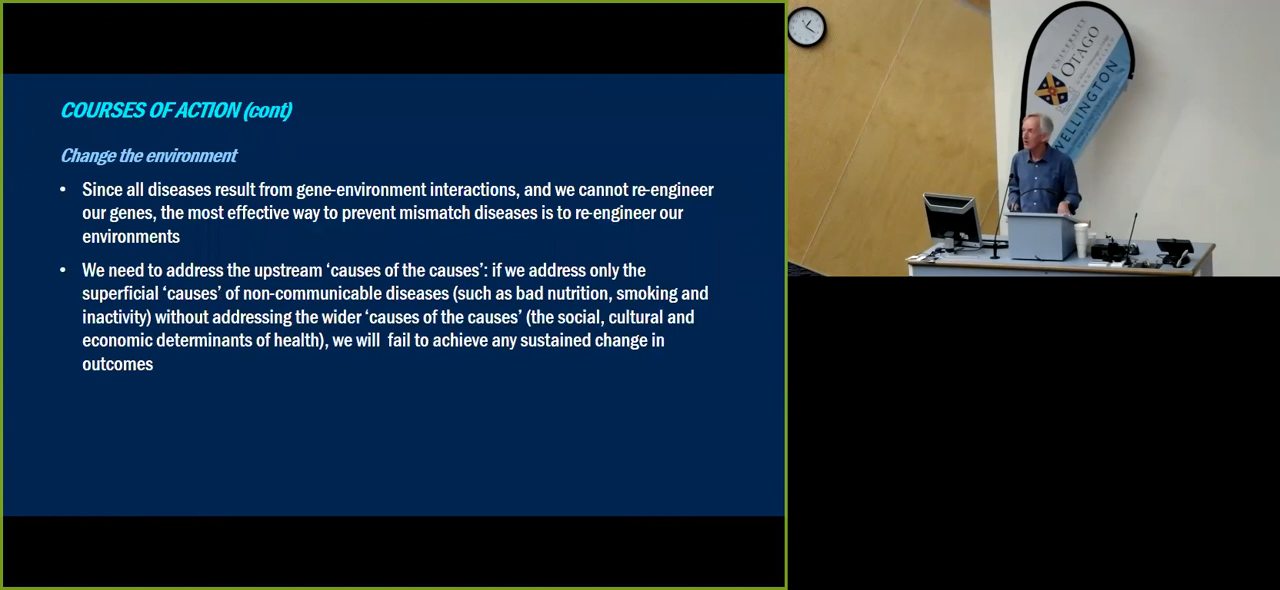 COURSES OF ACTION (cont)
Change the environment
• Since all diseases result from gene-environment interactions, and we cannot re-engineer
our genes, the most effective way to prevent mismatch diseases is to re-engineer our
environments
• We need to address the upstream ‘causes of the causes’: if we address only the
superficial ‘causes’ of non-communicable diseases (such as bad nutrition, smoking and
inactivity) without addressing the wider ‘causes of the causes’ (the social, cultural and
economic determinants of health), we will  fail to achieve any sustained change in
outcomes
UNIVERSITY
OTAGO
WELLINGTON